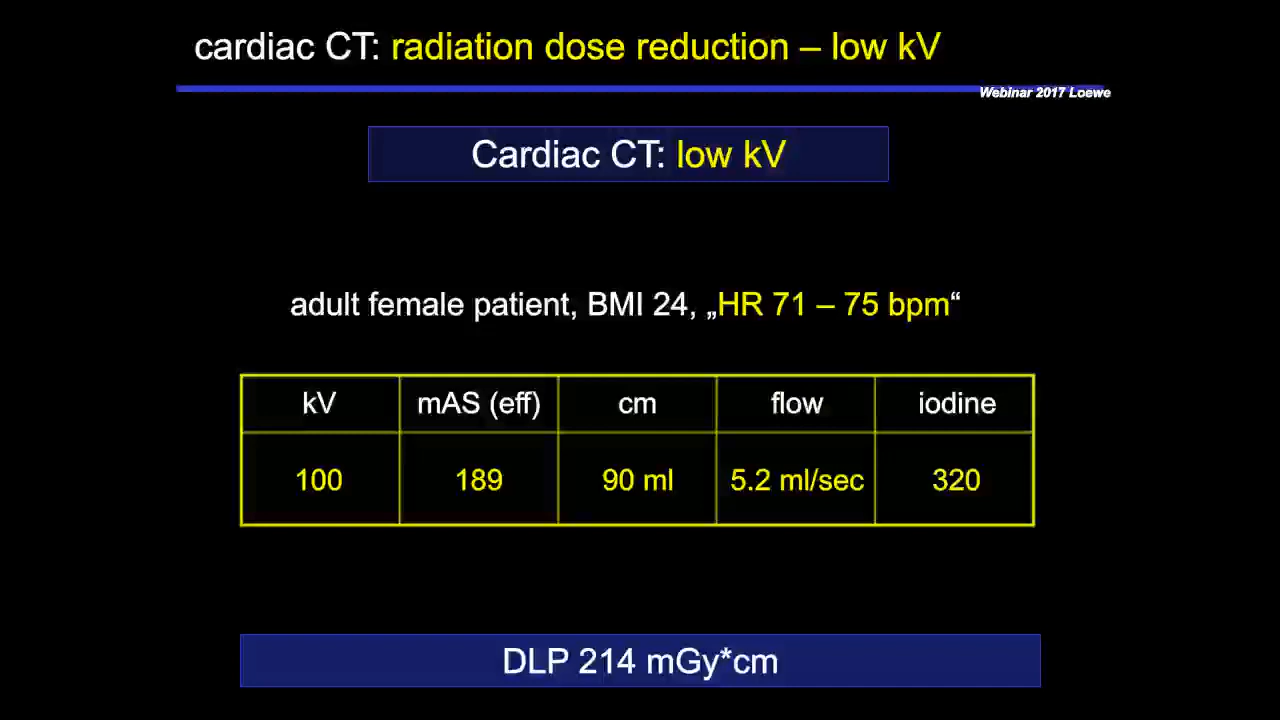 cardiac CT: radiation dose reduction – low kV
Webinar 2017 Loewe
Cardiac CT: low kV
adult female patient, BMI 24, „HR 71 – 75 bpm“
kV mAS (eff) cm flow iodine
100 189 90 ml 5.2 ml/sec 320
DLP 214 mGy*cm